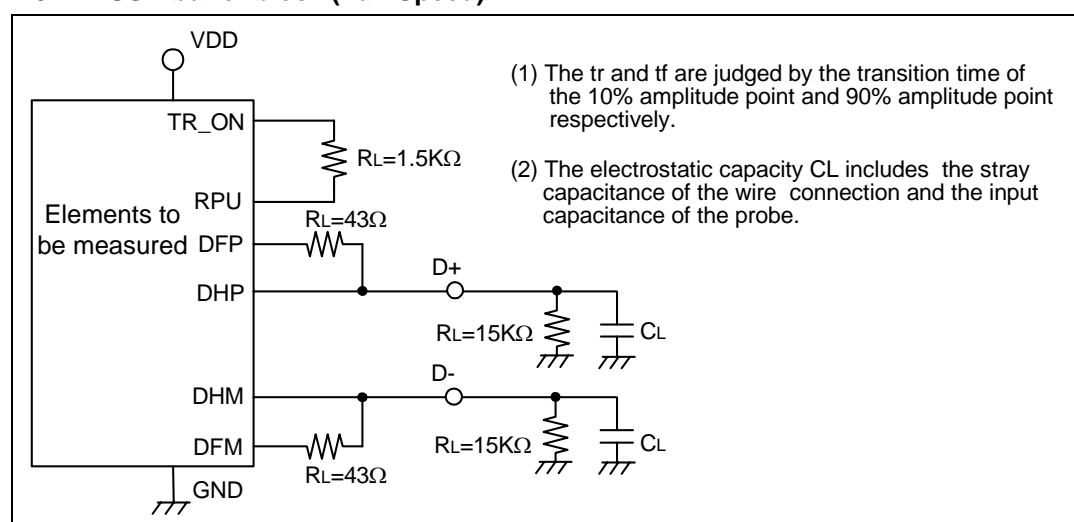 VDD
TR_ON
RL=1.5KΩ
RPU
Elements to
be measured
RL=43Ω
DFP
D+
DHP
RL=15KΩ
CL
D-
DHM
RL=15KΩ
CL
DFM
RL=43Ω
GND
(1) The tr and tf are judged by the transition time of
the 10% amplitude point and 90% amplitude point
respectively.
(2) The electrostatic capacity CL includes the stray
capacitance of the wire connection and the input
capacitance of the probe.